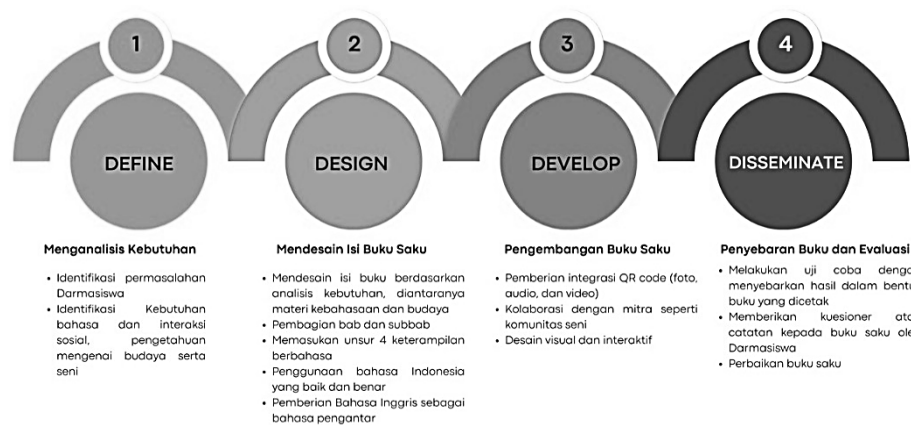 1
DEFINE
Menganalisis Kebutuhan
• Identifikasi permasalahan
Darmasiswa
• Identifikasi Kebutuhan
bahasa dan interaksi
sosial, pengetahuan
mengenai budaya serta
seni
2
DESIGN
Mendesain Isi Buku Saku
• Mendesain isi buku berdasarkan
analisis kebutuhan, diantaranya
materi kebahasaan dan budaya
• Pembagian bab dan subbab
• Memasukan unsur 4 keterampilan
berbahasa
• Penggunaan bahasa Indonesia
yang baik dan benar
• Pemberian Bahasa Inggris sebagai
bahasa pengantar
3
DEVELOP
Pengembangan Buku Saku
• Pemberian integrasi QR code (foto,
audio, dan video)
• Kolaborasi dengan mitra seperti
komunitas seni
• Desain visual dan interaktif
4
DISSEMINATE
Penyebaran Buku dan Evaluasi
• Melakukan uji coba
menyebarkan hasil dalam
buku yang dicetak
• Memberikan kuesioner
catatan kepada buku saku
Darmasiswa
• Perbaikan buku saku